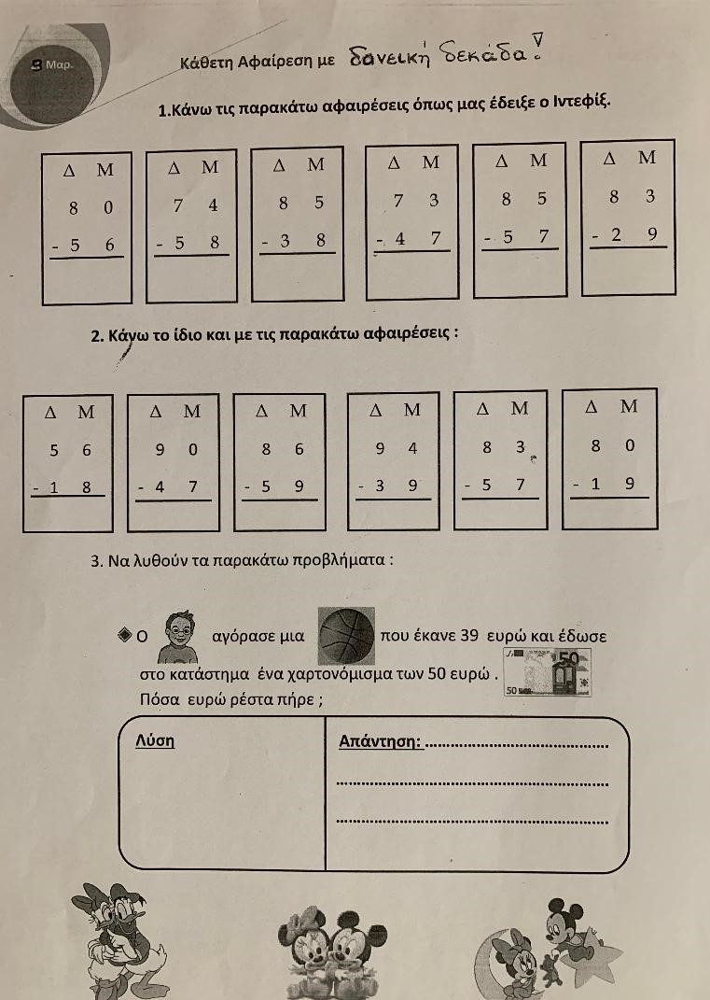 9 Μαρ.
Κάθετη Αφαίρεση με δανεική δεκάδα!
1.Κάνω τις παρακάτω αφαιρέσεις όπως μας έδειξε ο Ιντεφίξ.
Δ Μ Δ Μ Δ Μ Δ Μ Δ Μ Δ Μ
8 0 7 4 8 5 7 3 8 5 8 3
- 5 6 - 5 8 - 3 8 - 4 7 - 5 7 - 2 9
2. Κάνω το ίδιο και με τις παρακάτω αφαιρέσεις :
Δ Μ Δ Μ Δ Μ Δ Μ Δ Μ Δ Μ
5 6 9 0 8 6 9 4 8 3 8 0
- 1 8 - 4 7 - 5 9 - 3 9 - 5 7 - 1 9
3. Να λυθούν τα παρακάτω προβλήματα :
Ο αγόρασε μια που έκανε 39 ευρώ και έδωσε
στο κατάστημα ένα χαρτονόμισμα των 50 ευρώ .
50
50 EURO
Πόσα ευρώ ρέστα πήρε ;
Λύση Απάντηση: